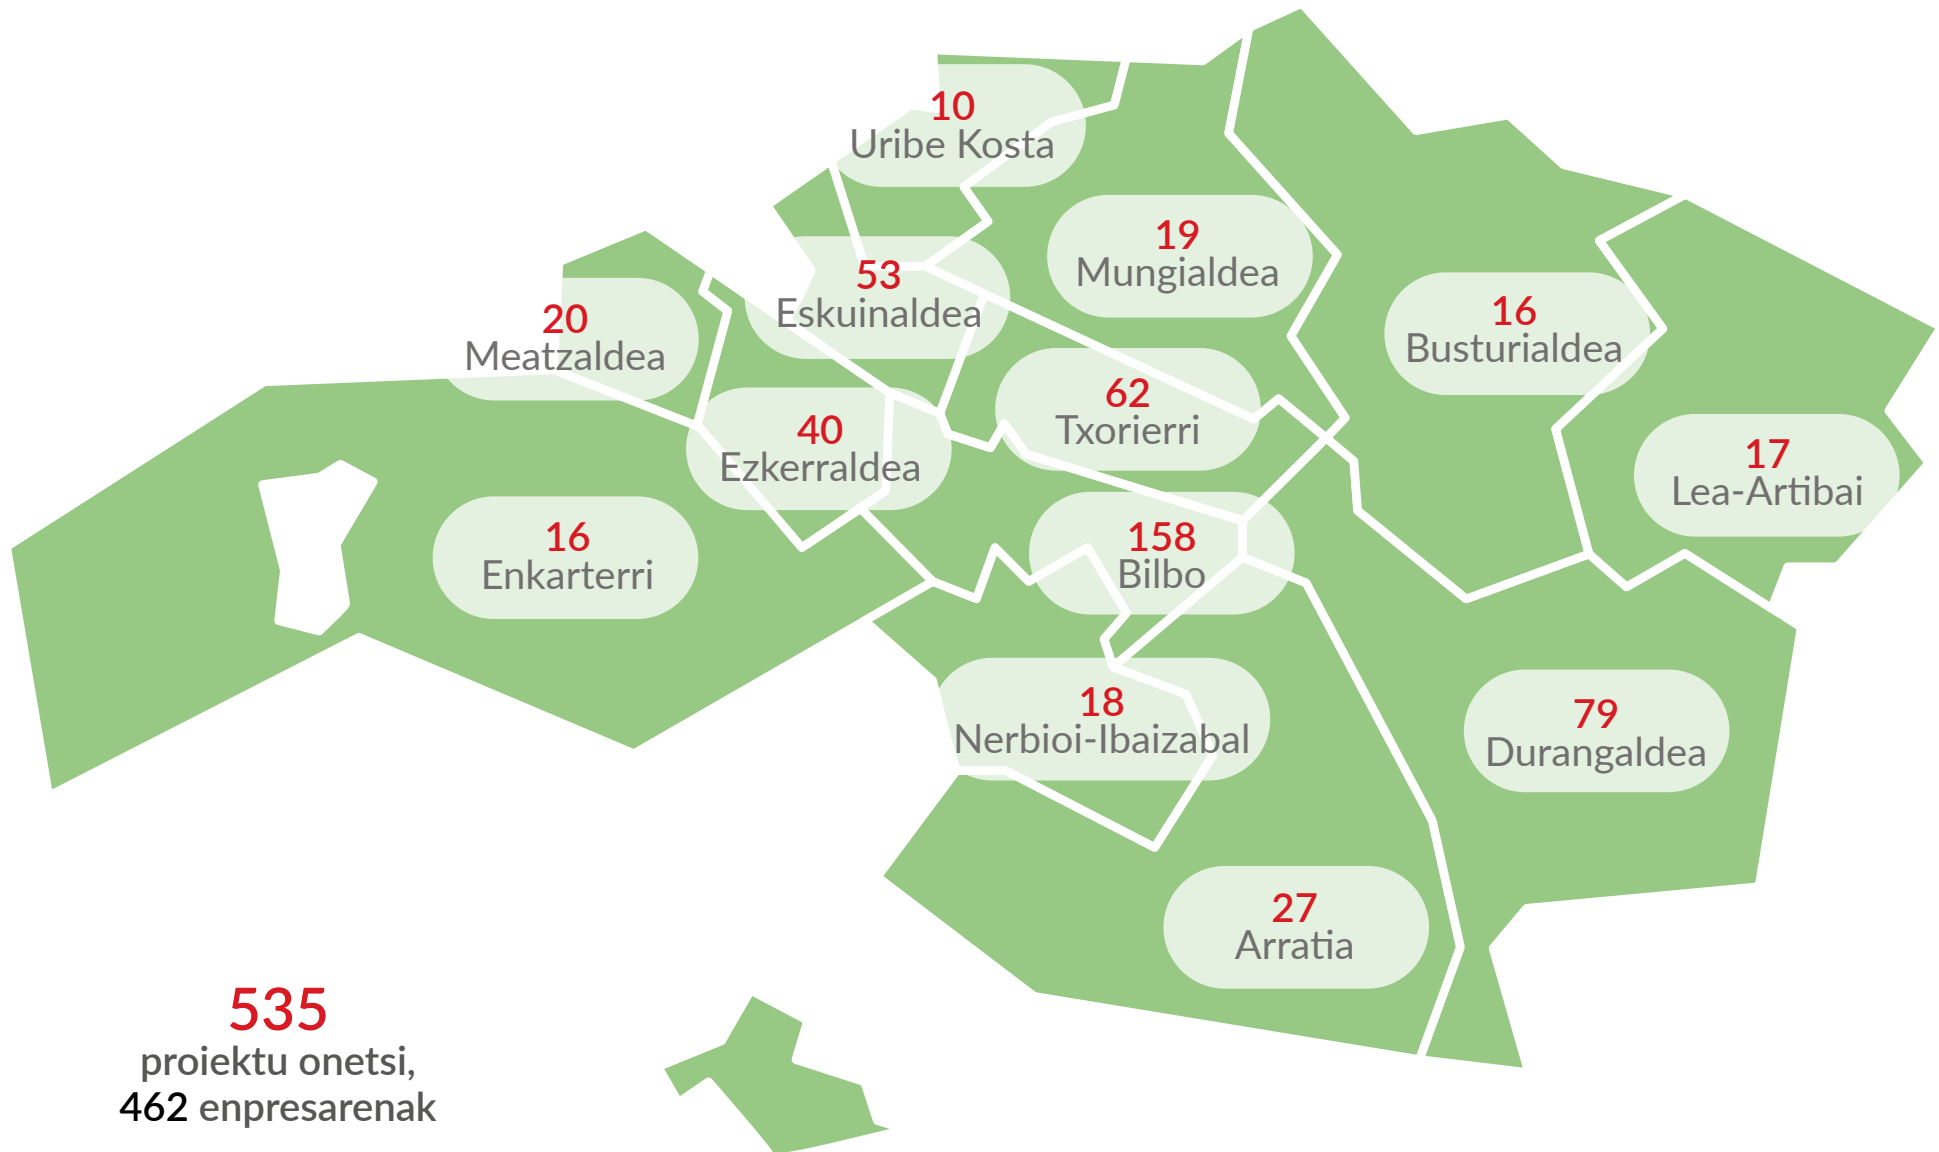 10
Uribe Kosta
19
Mungialdea
53
Eskuinaldea
20
Meatzaldea
16
Busturialdea
62
Txorierri
40
Ezkerraldea
17
Lea-Artibai
16
Enkarterri
158
Bilbo
18
Nerbioi-Ibaizabal
79
Durangaldea
27
Arratia
535
proiektu onetsi,
462 enpresarenak